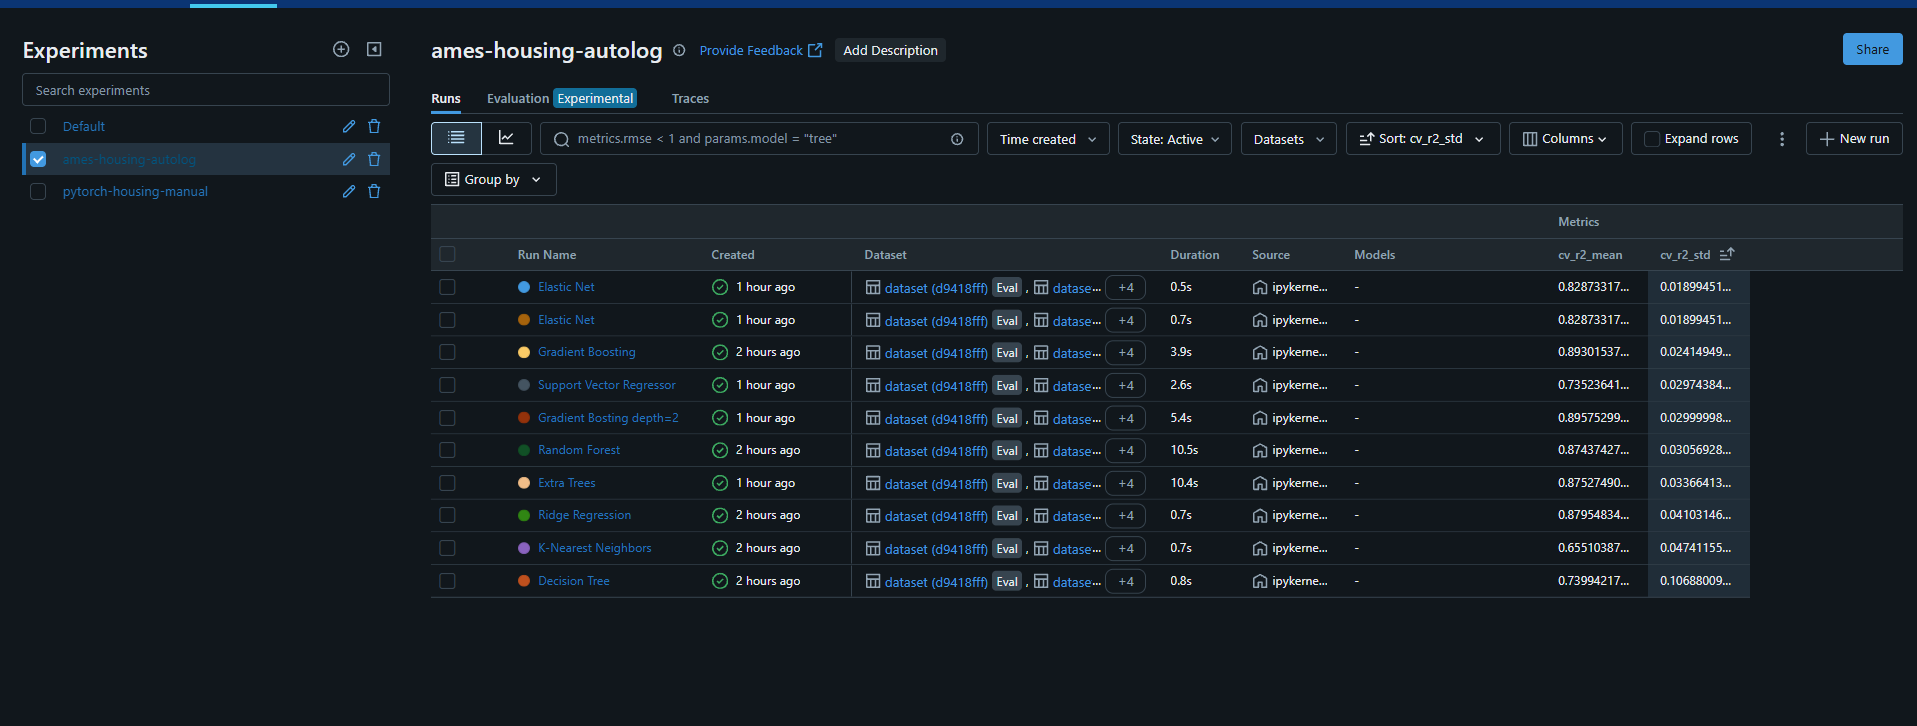 Experiments
Search experiments
Default
ames-housing-autolog
pytorch-housing-manual
ames-housing-autolog Provide Feedback Add Description Share
Runs Evaluation Experimental Traces
metrics.rmse < 1 and params.model = "tree" Time created State: Active Datasets Sort: cv_r2_std Columns Expand rows New run
Group by
Metrics
Run Name Created Dataset Duration Source Models cv_r2_mean cv_r2_std
Elastic Net 1 hour ago dataset (d9418fff) Eval , datase... +4 0.5s ipykerne... - 0.82873317... 0.01899451...
Elastic Net 1 hour ago dataset (d9418fff) Eval , datase... +4 0.7s ipykerne... - 0.82873317... 0.01899451...
Gradient Boosting 2 hours ago dataset (d9418fff) Eval , datase... +4 3.9s ipykerne... - 0.89301537... 0.02414949...
Support Vector Regressor 1 hour ago dataset (d9418fff) Eval , datase... +4 2.6s ipykerne... - 0.73523641... 0.02974384...
Gradient Bosting depth=2 1 hour ago dataset (d9418fff) Eval , datase... +4 5.4s ipykerne... - 0.89575299... 0.02999998...
Random Forest 2 hours ago dataset (d9418fff) Eval , datase... +4 10.5s ipykerne... - 0.87437427... 0.03056928...
Extra Trees 1 hour ago dataset (d9418fff) Eval , datase... +4 10.4s ipykerne... - 0.87527490... 0.03366413...
Ridge Regression 2 hours ago dataset (d9418fff) Eval , datase... +4 0.7s ipykerne... - 0.87954834... 0.04103146...
K-Nearest Neighbors 2 hours ago dataset (d9418fff) Eval , datase... +4 0.7s ipykerne... - 0.65510387... 0.04741155...
Decision Tree 2 hours ago dataset (d9418fff) Eval , datase... +4 0.8s ipykerne... - 0.73994217... 0.10688009...